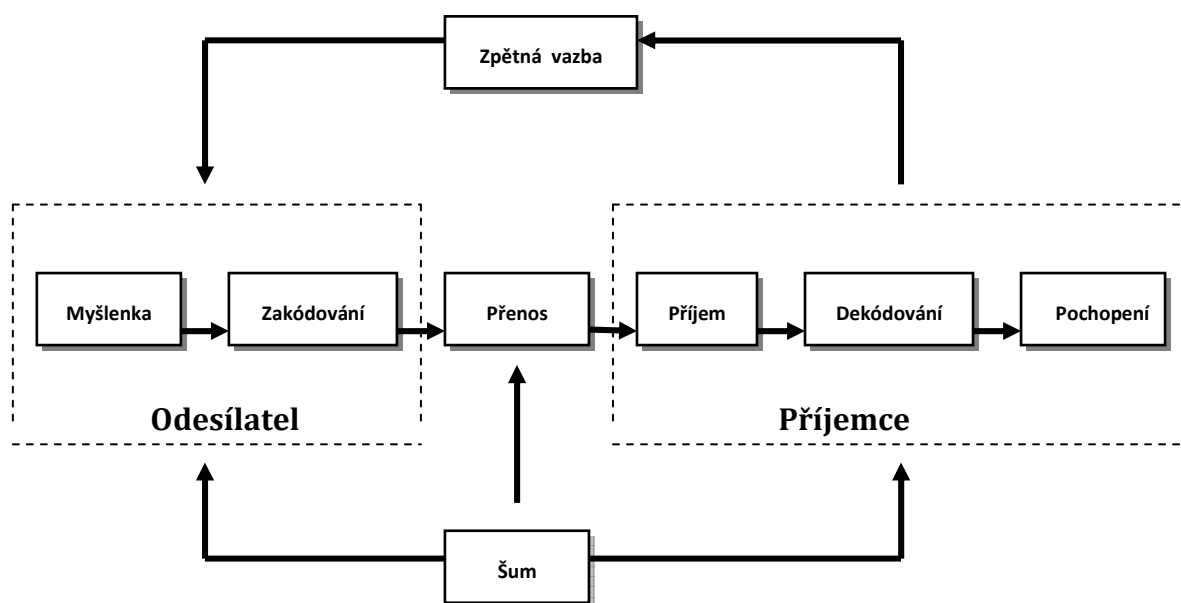 Zpětná vazba
Myšlenka
Zakódování
Přenos
Příjem
Dekódování
Pochopení
Odesílatel
Příjemce
Šum